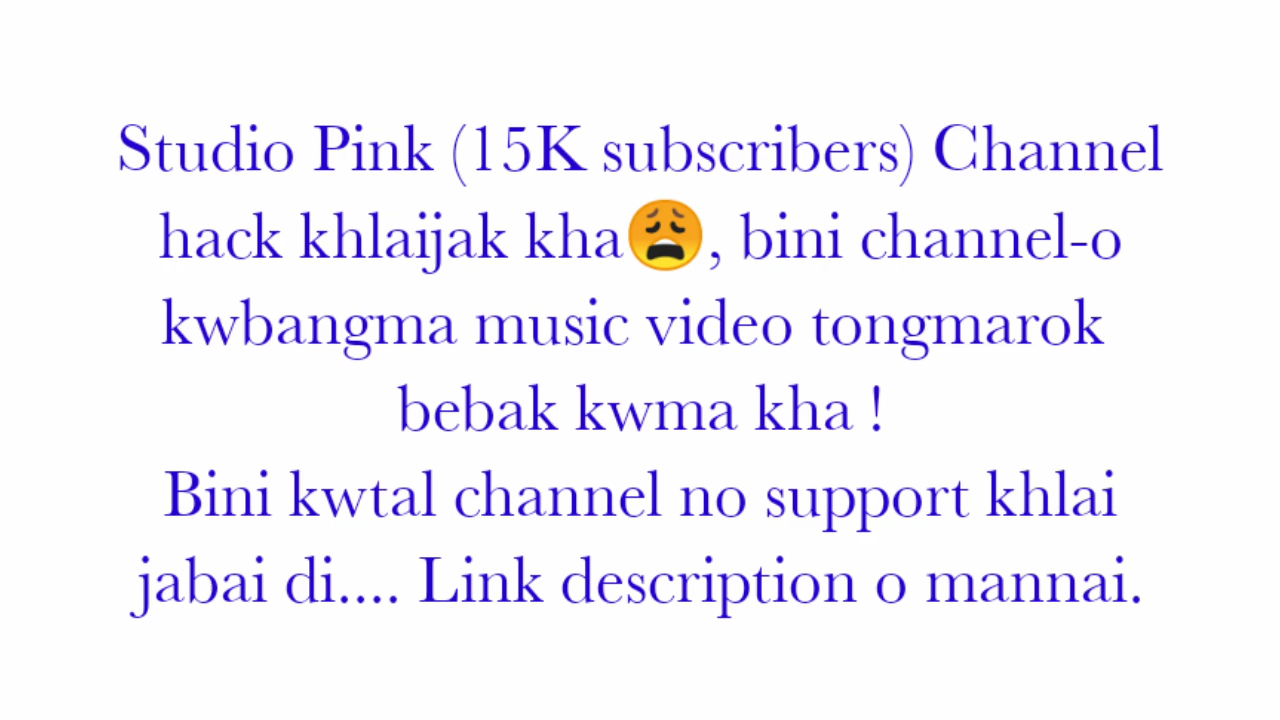 Studio Pink (15K subscribers) Channel
hack khlaijak kha😩, bini channel-o
kwbangma music video tongmarok
bebak kwma kha !
Bini kwtal channel no support khlai
jabai di.... Link description o mannai.